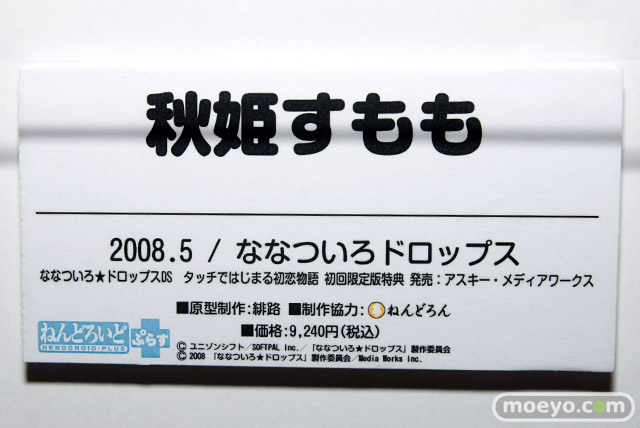 秋姫すもも
2008.5 / ななついろドロップス
ななついろ★ドロップスDS タッチではじまる初恋物語 初回限定版特典 発売：アスキー・メディアワークス
■原型制作：緋路 ■制作協力：ねんどろん
■価格：9,240円(税込)
ねんどろいど ぷらす
NENDOROID-PLUS
© ユニゾンシフト／SOFTPAL Inc.／「ななついろ★ドロップス」製作委員会
© 2008 「ななついろ★ドロップス」製作委員会／Media Works Inc.
moeyo.com